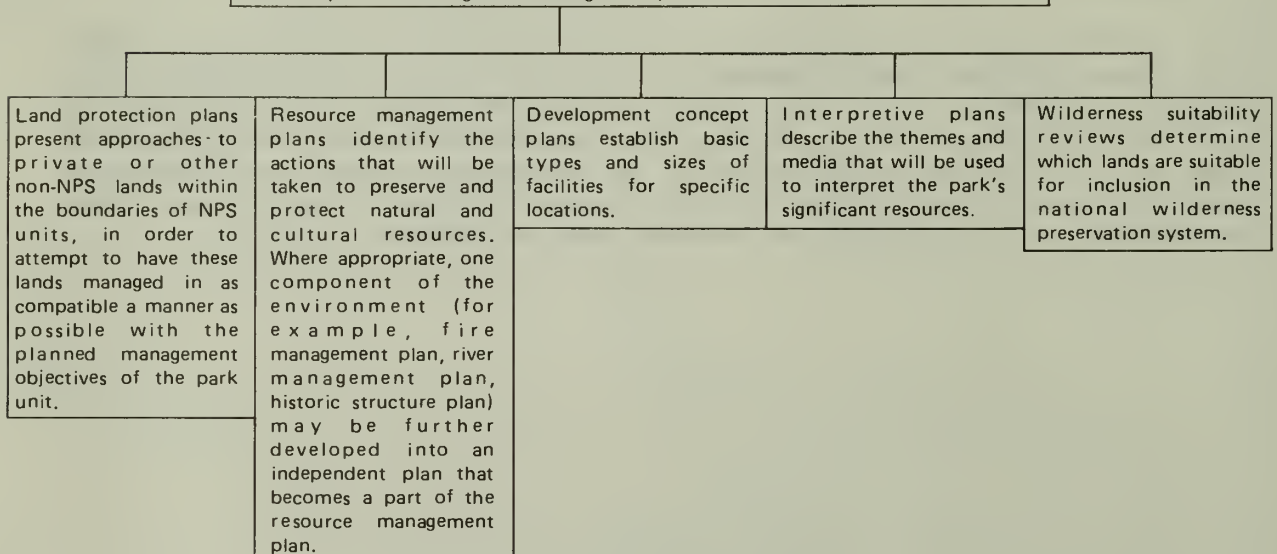 Land protection plans
present approaches to
private or other
non-NPS lands within
the boundaries of NPS
units, in order to
attempt to have these
lands managed in as
compatible a manner as
possible with the
planned management
objectives of the park
unit.
Resource management
plans identify the
actions that will be
taken to preserve and
protect natural and
cultural resources.
Where appropriate, one
component of the
environment (for
example, fire
management plan, river
management plan,
historic structure plan)
may be further
developed into an
independent plan that
becomes a part of the
resource management
plan.
Development concept
plans establish basic
types and sizes of
facilities for specific
locations.
Interpretive plans
describe the themes and
media that will be used
to interpret the park's
significant resources.
Wilderness suitability
reviews determine
which lands are suitable
for inclusion in the
national wilderness
preservation system.